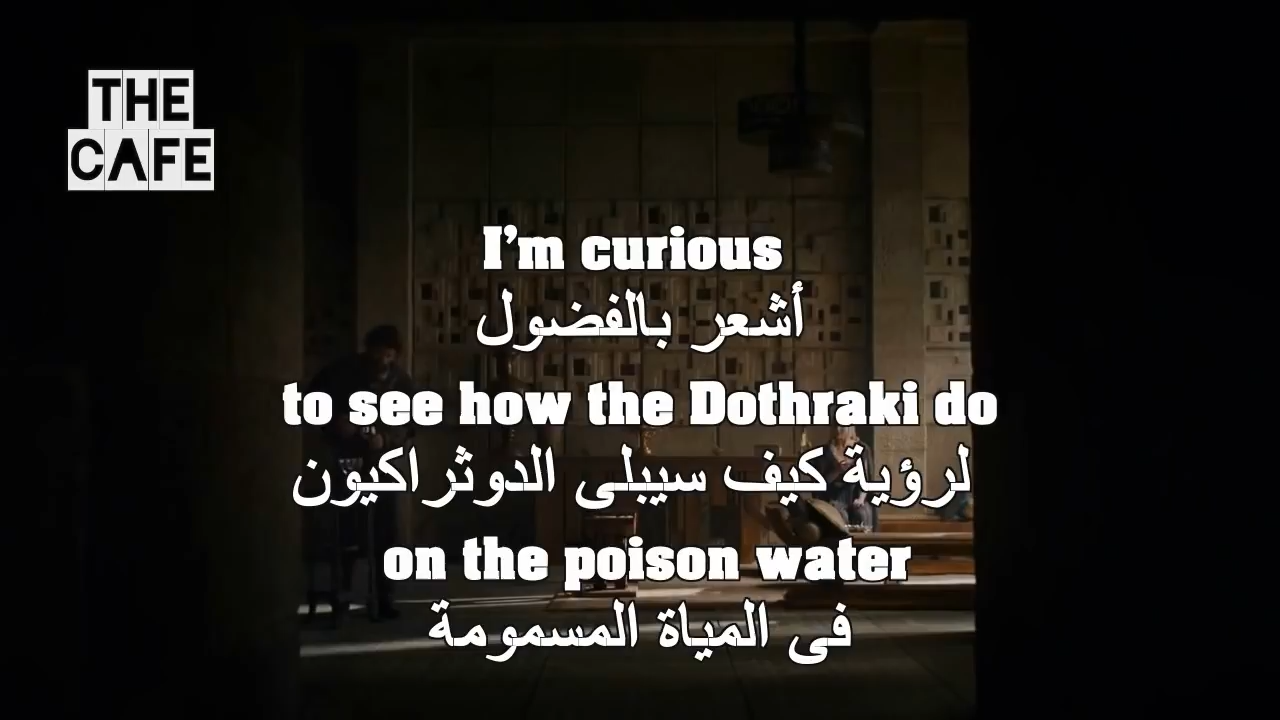 THE
CAFE
I'm curious
أشعر بالفضول
to see how the Dothraki do
لرؤية كيف سيبلى الدوثراكيون
on the poison water
فى المياة المسمومة